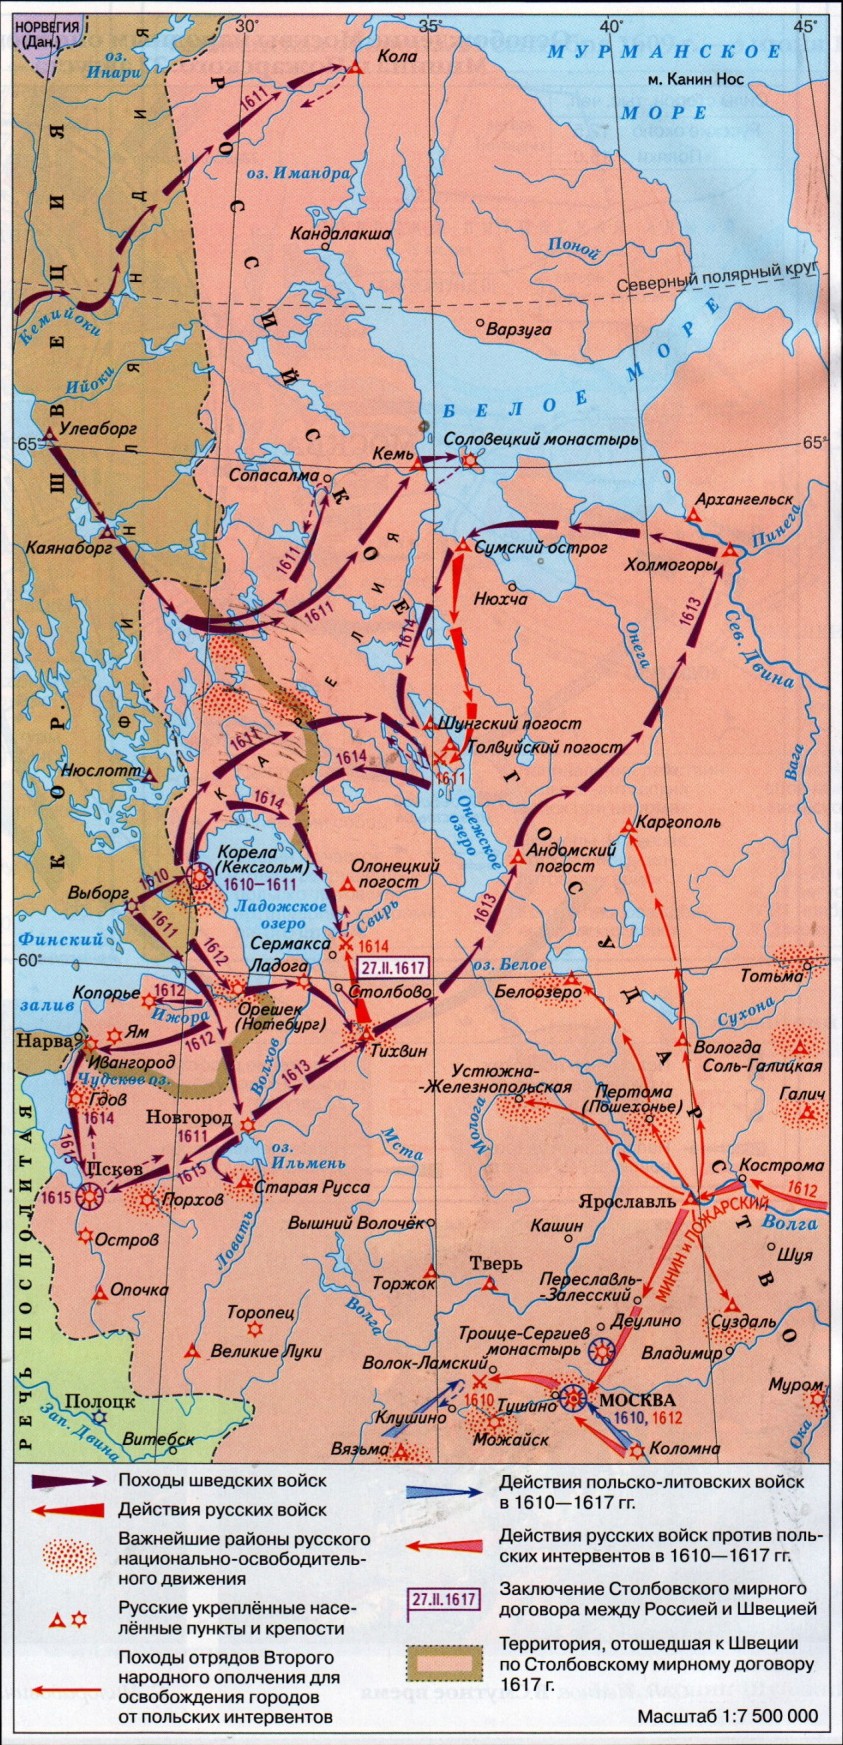 НОРВЕГИЯ
(Дан.)
30°
35°
40°
45°
оз.
Инари
Кола
МУРМАНСКОЕ
м. Канин Нос
МОРЕ
1611
оз. Имандра
Кандалакша
Поной
Северный полярный круг
Кемийоки
Варзуга
Ийоки
БЕЛОЕ МОРЕ
Улеаборг
65°
65°
Кемь
Соловецкий монастырь
Сопасалма
Архангельск
Пинега
Каянаборг
Сумский острог
Холмогоры
1611
1611
Нюхча
1613
1614
Онега
Сев. Двина
ШВЕЦИЯ
ФИНЛЯНДИЯ
КАРЕЛИЯ
КОР.
РОССИЙСКОЕ ГОСУДАРСТВО
Шунгский погост
Толвуйский погост
1611
1611
1614
Вага
Нюслотт
1614
Онежское
озеро
Каргополь
Андомский
погост
Корела
(Кексгольм)
1610–1611
1610
Олонецкий
погост
Выборг
1611
Ладожское
озеро
Свирь
1613
Финский
залив
1612
Сермакса
1614
60°
27.II.1617
оз. Белое
Ладога
Столбово
Белоозеро
Тотьма
Копорье
1612
Орешек
(Нотебург)
Сухона
Ижора
Ям
Нарва
1612
Ивангород
Тихвин
Вологда
Соль-Галицкая
Чудское оз.
Волхов
1613
Устюжна-
-Железнопольская
Пертома
(Пошехонье)
Галич
Гдов
1614
Новгород
1611
Молога
Мста
оз.
Ильмень
1615
Псков
1615
1615
Кострома
1612
Порхов
Старая Русса
Ярославль
МИНИН и ПОЖАРСКИЙ
Волга
Вышний Волочёк
Кашин
Шуя
Остров
Ловать
Тверь
Торжок
Переславль-
-Залесский
Опочка
Волга
Деулино
Суздаль
Торопец
Троице-Сергиев
монастырь
Владимир
Великие Луки
Волок-Ламский
1610
Тушино
МОСКВА
1610, 1612
Муром
РЕЧЬ ПОСПОЛИТАЯ
Полоцк
Зап. Двина
Витебск
Клушино
Можайск
Вязьма
Коломна
Ока
Походы шведских войск
Действия русских войск
Важнейшие районы русского
национально-освободитель-
ного движения
Русские укреплённые насе-
лённые пункты и крепости
Походы отрядов Второго
народного ополчения для
освобождения городов
от польских интервентов
Действия польско-литовских войск
в 1610—1617 гг.
Действия русских войск против поль-
ских интервентов в 1610—1617 гг.
27.II.1617
Заключение Столбовского мирного
договора между Россией и Швецией
Территория, отошедшая к Швеции
по Столбовскому мирному договору
1617 г.
Масштаб 1:7 500 000